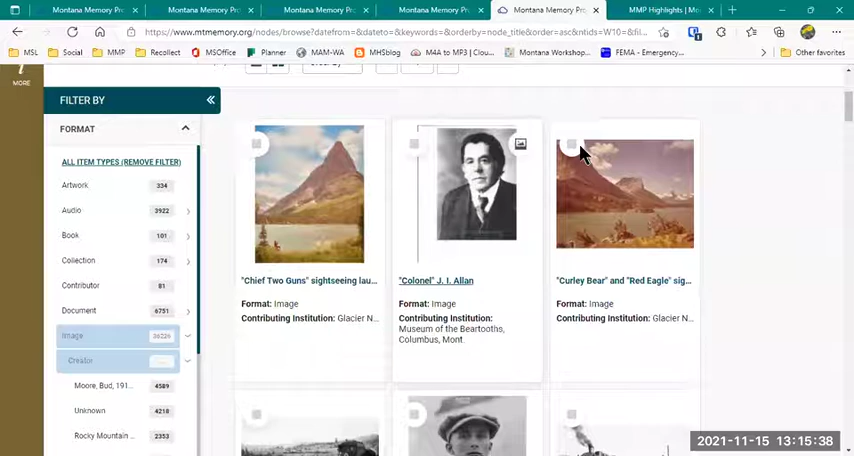 Montana Memory Pro
Montana Memory Pro
Montana Memory Pro
Montana Memory Pro
Montana Memory Pro
MMP Highlights | Mo
https://www.mtmemory.org/nodes/browse?datefrom=&dateto=&keywords=&orderby=node_title&order=asc&ntids=W10=&fil...
MSL
Social
MMP
Recollect
MSOffice
Planner
MAM-WA
MHSblog
M4A to MP3 | Clou...
Montana Workshop...
FEMA - Emergency...
Other favorites
MORE
FILTER BY
FORMAT
ALL ITEM TYPES (REMOVE FILTER)
Artwork 334
Audio 3922
Book 101
Collection 174
Contributor 81
Document 6751
Image 36226
Creator
Moore, Bud, 191... 4589
Unknown 4218
Rocky Mountain ... 2353
"Chief Two Guns" sightseeing lau...
Format: Image
Contributing Institution: Glacier N...
"Colonel" J. I. Allan
Format: Image
Contributing Institution:
Museum of the Beartooths,
Columbus, Mont.
"Curley Bear" and "Red Eagle" sig...
Format: Image
Contributing Institution: Glacier N...
2021-11-15 13:15:38